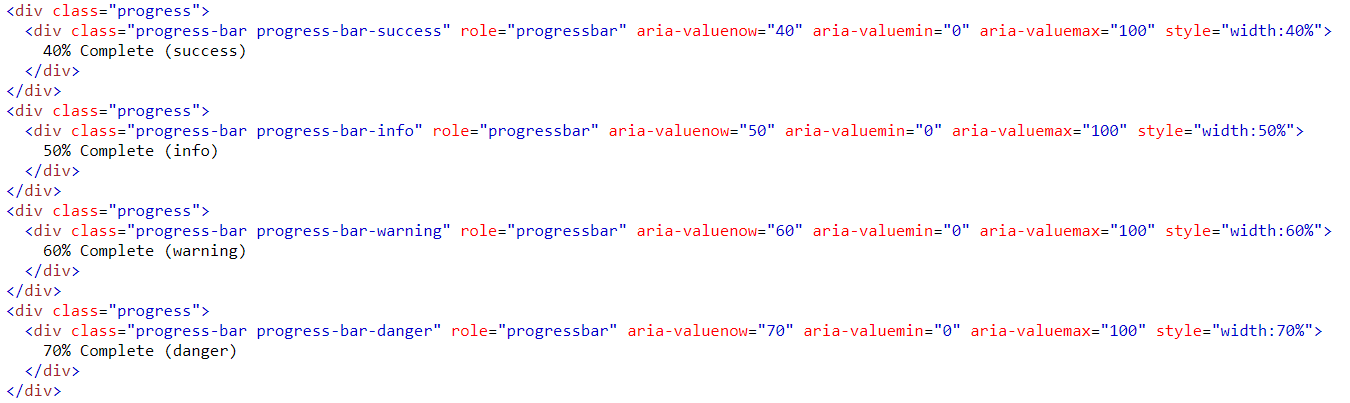 <div class="progress">
  <div class="progress-bar progress-bar-success" role="progressbar" aria-valuenow="40" aria-valuemin="0" aria-valuemax="100" style="width:40%">
    40% Complete (success)
  </div>
</div>
<div class="progress">
  <div class="progress-bar progress-bar-info" role="progressbar" aria-valuenow="50" aria-valuemin="0" aria-valuemax="100" style="width:50%">
    50% Complete (info)
  </div>
</div>
<div class="progress">
  <div class="progress-bar progress-bar-warning" role="progressbar" aria-valuenow="60" aria-valuemin="0" aria-valuemax="100" style="width:60%">
    60% Complete (warning)
  </div>
</div>
<div class="progress">
  <div class="progress-bar progress-bar-danger" role="progressbar" aria-valuenow="70" aria-valuemin="0" aria-valuemax="100" style="width:70%">
    70% Complete (danger)
  </div>
</div>